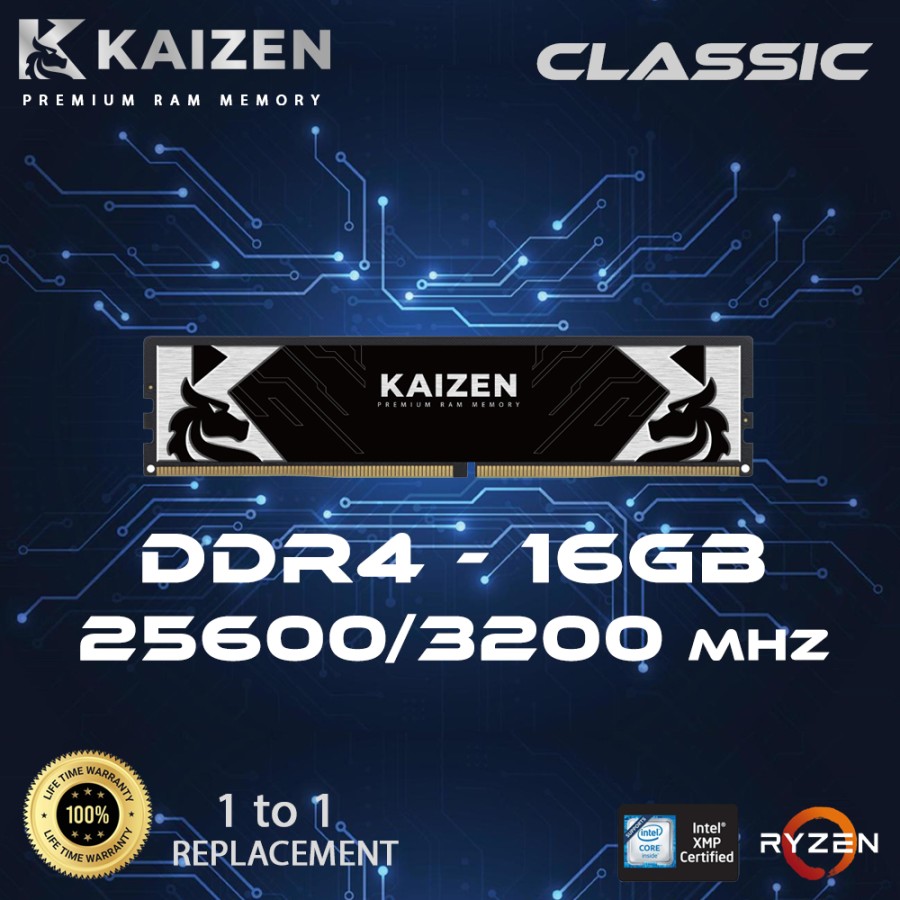 KAIZEN
PREMIUM RAM MEMORY
CLASSIC
KAIZEN
PREMIUM RAM MEMORY
DDR4 - 16GB
25600/3200 MHZ
LIFE TIME WARRANTY
100%
LIFE TIME WARRANTY
1 to 1
REPLACEMENT
intel
CORE
inside
Intel®
XMP
Certified
RYZEN